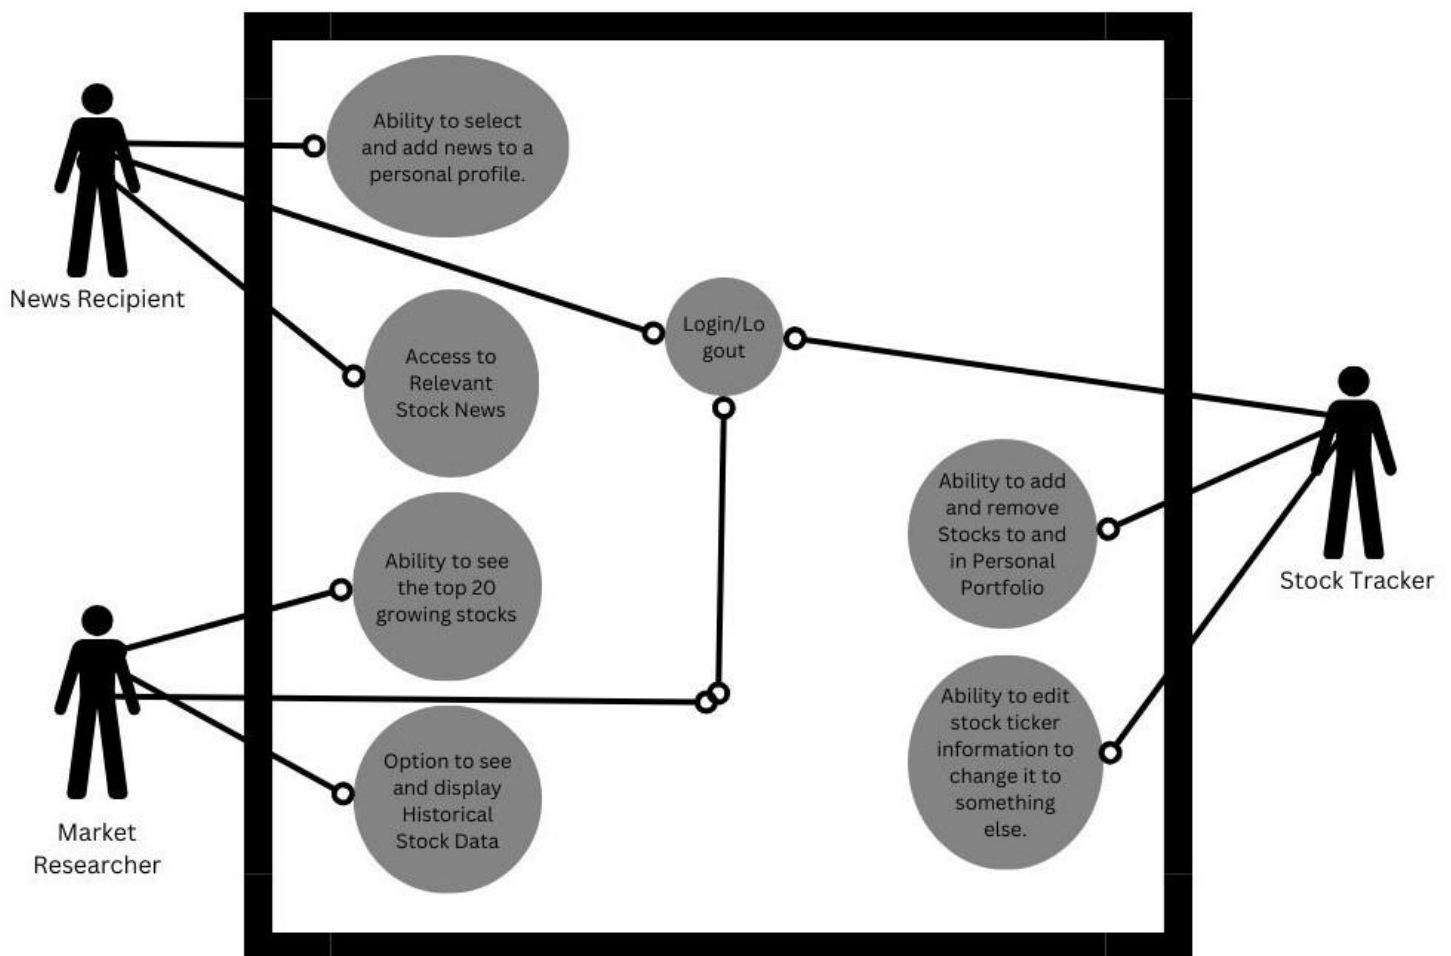 Ability to select
and add news to a
personal profile.
News Recipient
Login/Lo
gout
Access to
Relevant
Stock News
Ability to add
and remove
Stocks to and
in Personal
Portfolio
Stock Tracker
Ability to see
the top 20
growing stocks
Ability to edit
stock ticker
information to
change it to
something
else.
Option to see
and display
Historical
Stock Data
Market
Researcher